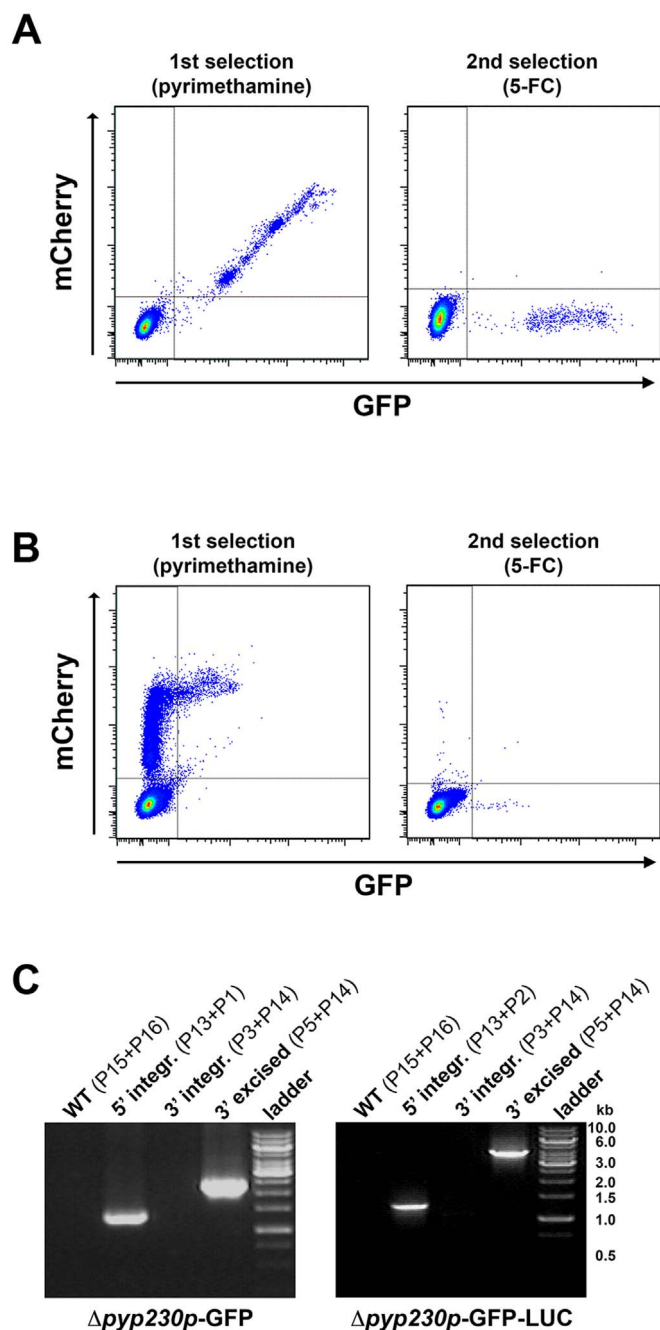 A
1st selection
(pyrimethamine)
2nd selection
(5-FC)
mCherry
GFP
B
1st selection
(pyrimethamine)
2nd selection
(5-FC)
mCherry
GFP
C
WT (P15+P16)
5' integr. (P13+P1)
3' integr. (P3+P14)
3' excised (P5+P14)
ladder
WT (P15+P16)
5' integr. (P13+P2)
3' integr. (P3+P14)
3' excised (P5+P14)
ladder
kb
10.0
6.0
3.0
2.0
1.5
1.0
0.5
Δpyp230p-GFP
Δpyp230p-GFP-LUC